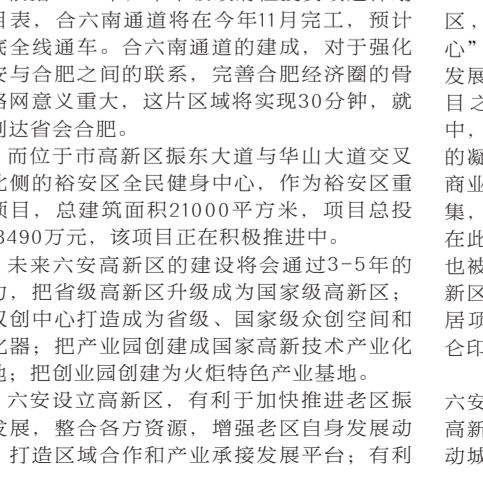 目表，合六南通道将在今年11月完工，预计
底全线通车。合六南通道的建成，对于强化
安与合肥之间的联系，完善合肥经济圈的骨
路网意义重大，这片区域将实现30分钟，就
到达省会合肥。
而位于市高新区振东大道与华山大道交叉
北侧的裕安区全民健身中心，作为裕安区重
项目，总建筑面积21000平方米，项目总投
3490万元，该项目正在积极推进中。
未来六安高新区的建设将会通过3-5年的
力，把省级高新区升级成为国家级高新区；
双创中心打造成为省级、国家级众创空间和
化器；把产业园创建成国家高新技术产业化
地；把创业园创建为火炬特色产业基地。
六安设立高新区，有利于加快推进老区振
发展，整合各方资源，增强老区自身发展动
打造区域合作和产业承接发展平台；有利
区，
心”
发展
目之
中，
的凝
商业
集，
在此
也被
新区
居项
仑印
六安
高新
动城